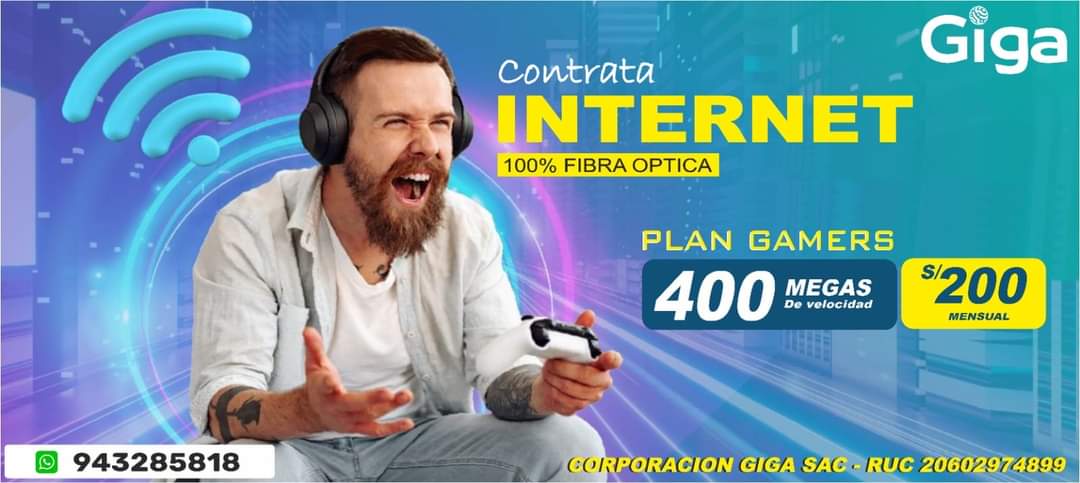 Giga
Contrata
INTERNET
100% FIBRA OPTICA
PLAN GAMERS
400 MEGAS
De velocidad
S/200
MENSUAL
943285818
CORPORACION GIGA SAC - RUC 20602974899